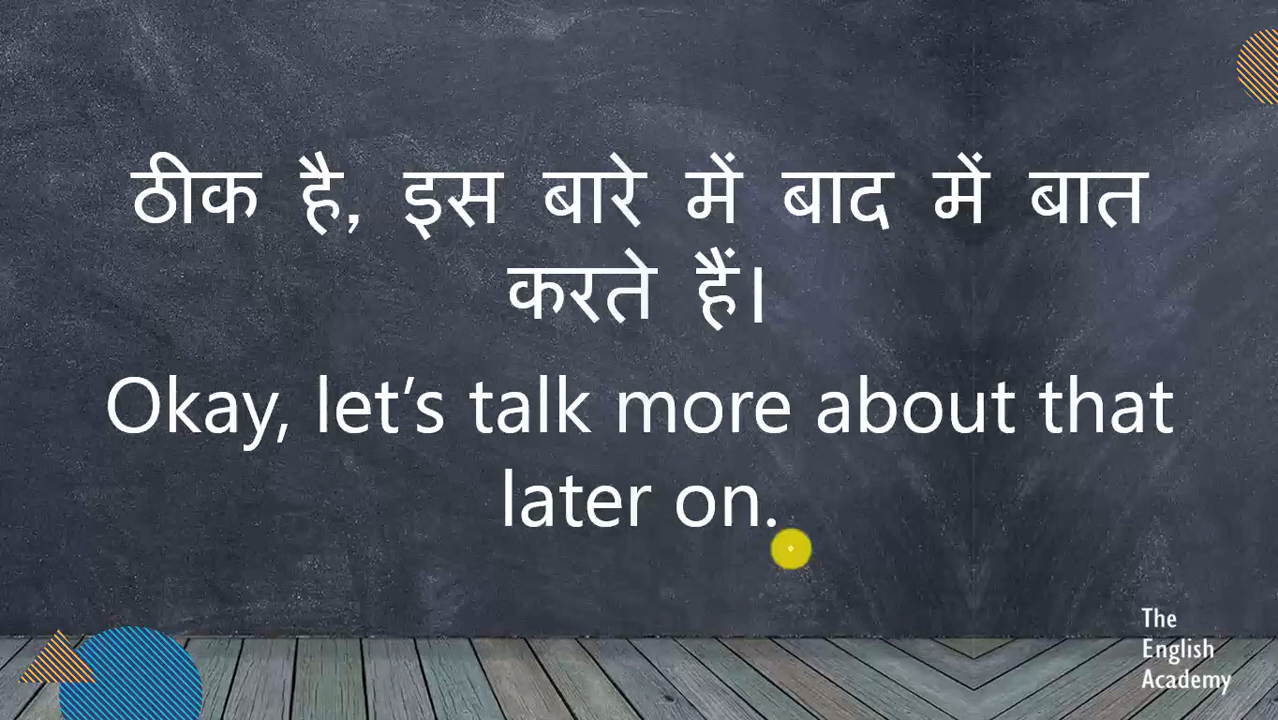 ठीक है, इस बारे में बाद में बात
करते हैं।
Okay, let’s talk more about that
later on.
The
English
Academy